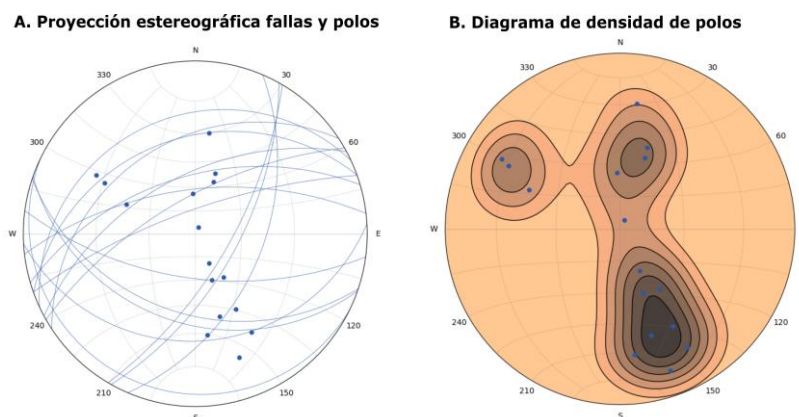 A. Proyección estereográfica fallas y polos
B. Diagrama de densidad de polos
N
30
60
E
120
150
S
210
240
W
300
330
N
30
60
E
120
150
S
210
240
W
300
330